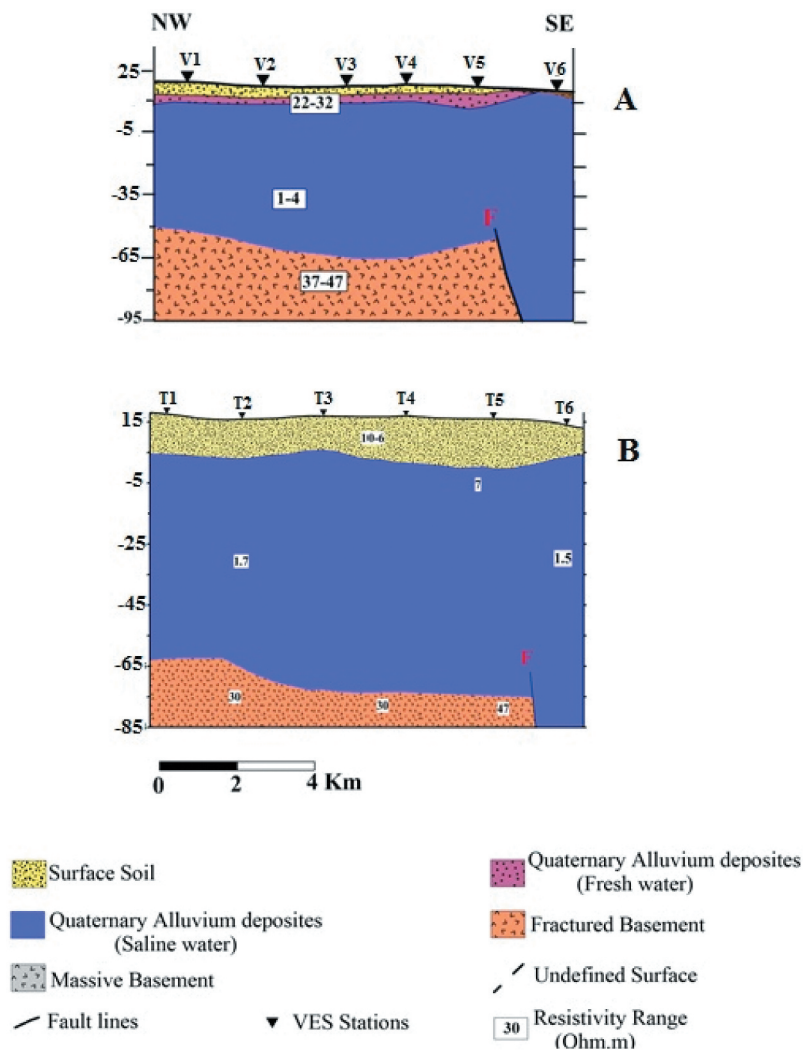 NW SE
V1 V2 V3 V4 V5 V6
25
A
22-32
-5
-35
1-4
F
-65
37-47
-95
T1 T2 T3 T4 T5 T6
15
10-6
B
-5
7
-25
1.7
1.5
-45
-65
F
30
30
47
-85
0 2 4 Km
Surface Soil
Quaternary Alluvium deposites
(Fresh water)
Quaternary Alluvium deposites
(Saline water)
Fractured Basement
Massive Basement
Undefined Surface
Fault lines
VES Stations
30 Resistivity Range
(Ohm.m)